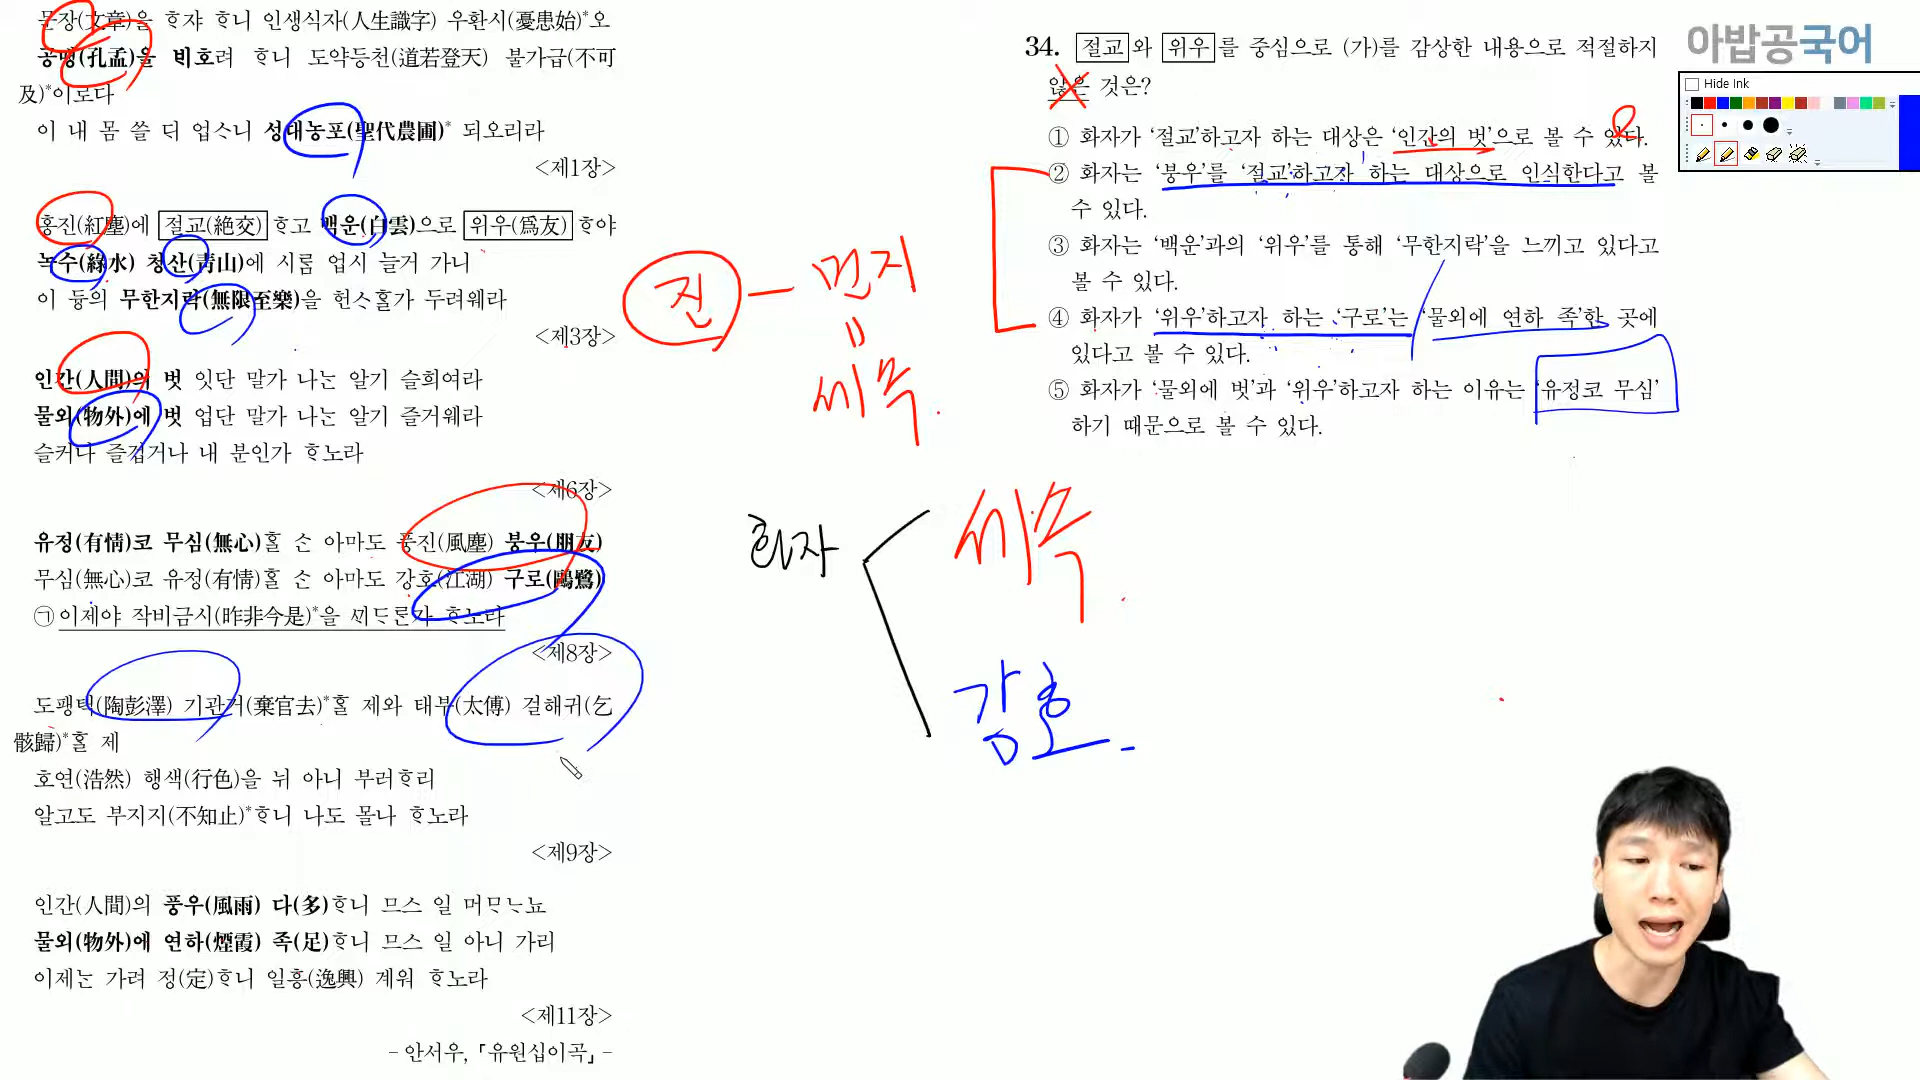 문장(文章)을 ᄒᆞ쟈 ᄒᆞ니 인생식자(人生識字) 우환시(憂患始)*오
공맹(孔孟)을 비호려 ᄒᆞ니 도약등천(道若登天) 불가급(不可
及)*이로다
이 내 몸 쓸 ᄃᆡ 업스니 성대농포(聖代農圃)* 되오리라
<제1장>
홍진(紅塵)에 절교(絶交) ᄒᆞ고 백운(白雲)으로 위우(爲友) ᄒᆞ야
녹수(綠水) 청산(靑山)에 시롬 업시 늘거 가니
이 듕의 무한지락(無限至樂)을 헌ᄉᆞ홀가 두려웨라
<제3장>
인간(人間)의 벗 잇단 말가 나ᄂᆞᆫ 알기 슬희여라
물외(物外)에 벗 업단 말가 나ᄂᆞᆫ 알기 즐거웨라
슬커나 즐겁거나 내 분인가 ᄒᆞ노라
<제6장>
유정(有情)코 무심(無心)ᄒᆞᆯ 손 아마도 풍진(風塵) 붕우(朋友)
무심(無心)코 유정(有情)ᄒᆞᆯ 손 아마도 강호(江湖) 구로(鷗鷺)
㉠ 이제야 작비금시(昨非今是)*을 ᄭᆡᄃᆞ론가 ᄒᆞ노라
<제8장>
도팽택(陶彭澤) 기관거(棄官去)*ᄒᆞᆯ 제와 태부(太傅) 걸해귀(乞
骸歸)*ᄒᆞᆯ 제
호연(浩然) 행색(行色)을 뉘 아니 부러ᄒᆞ리
알고도 부지지(不知止)*ᄒᆞ니 나도 몰나 ᄒᆞ노라
<제9장>
인간(人間)의 풍우(風雨) 다(多)ᄒᆞ니 므스 일 머므ᄂᆞ뇨
물외(物外)에 연하(煙霞) 족(足)ᄒᆞ니 므스 일 아니 가리
이제ᄂᆞᆫ 가려 정(定)ᄒᆞ니 일흥(逸興) 계워 ᄒᆞ노라
<제11장>
- 안서우, 「유원십이곡」 -
진 먼지
세속
화자
세속
강호
34. 절교 와 위우 를 중심으로 (가)를 감상한 내용으로 적절하지
않은 것은?
① 화자가 ‘절교’하고자 하는 대상은 ‘인간의 벗’으로 볼 수 있다.
② 화자는 ‘붕우’를 ‘절교’하고자 하는 대상으로 인식한다고 볼
수 있다.
③ 화자는 ‘백운’과의 ‘위우’를 통해 ‘무한지락’을 느끼고 있다고
볼 수 있다.
④ 화자가 ‘위우’하고자 하는 ‘구로’는 ‘물외에 연하 족’한 곳에
있다고 볼 수 있다.
⑤ 화자가 ‘물외에 벗’과 ‘위우’하고자 하는 이유는 ‘유정코 무심’
하기 때문으로 볼 수 있다.
아밥공국어
Hide Ink